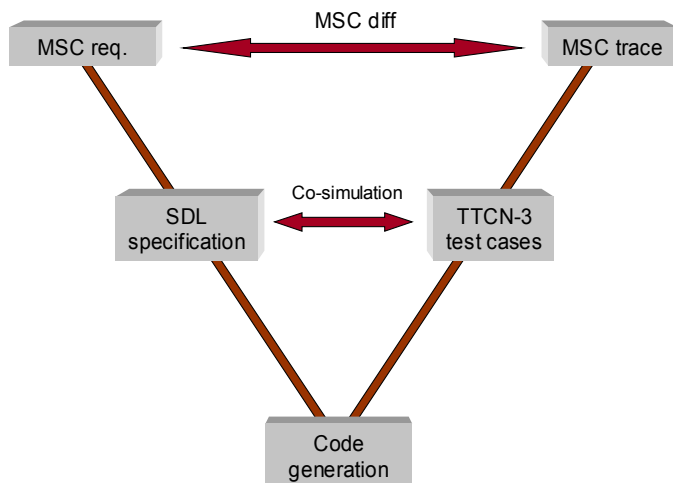 MSC diff
MSC req.
MSC trace
Co-simulation
SDL
specification
TTCN-3
test cases
Code
generation